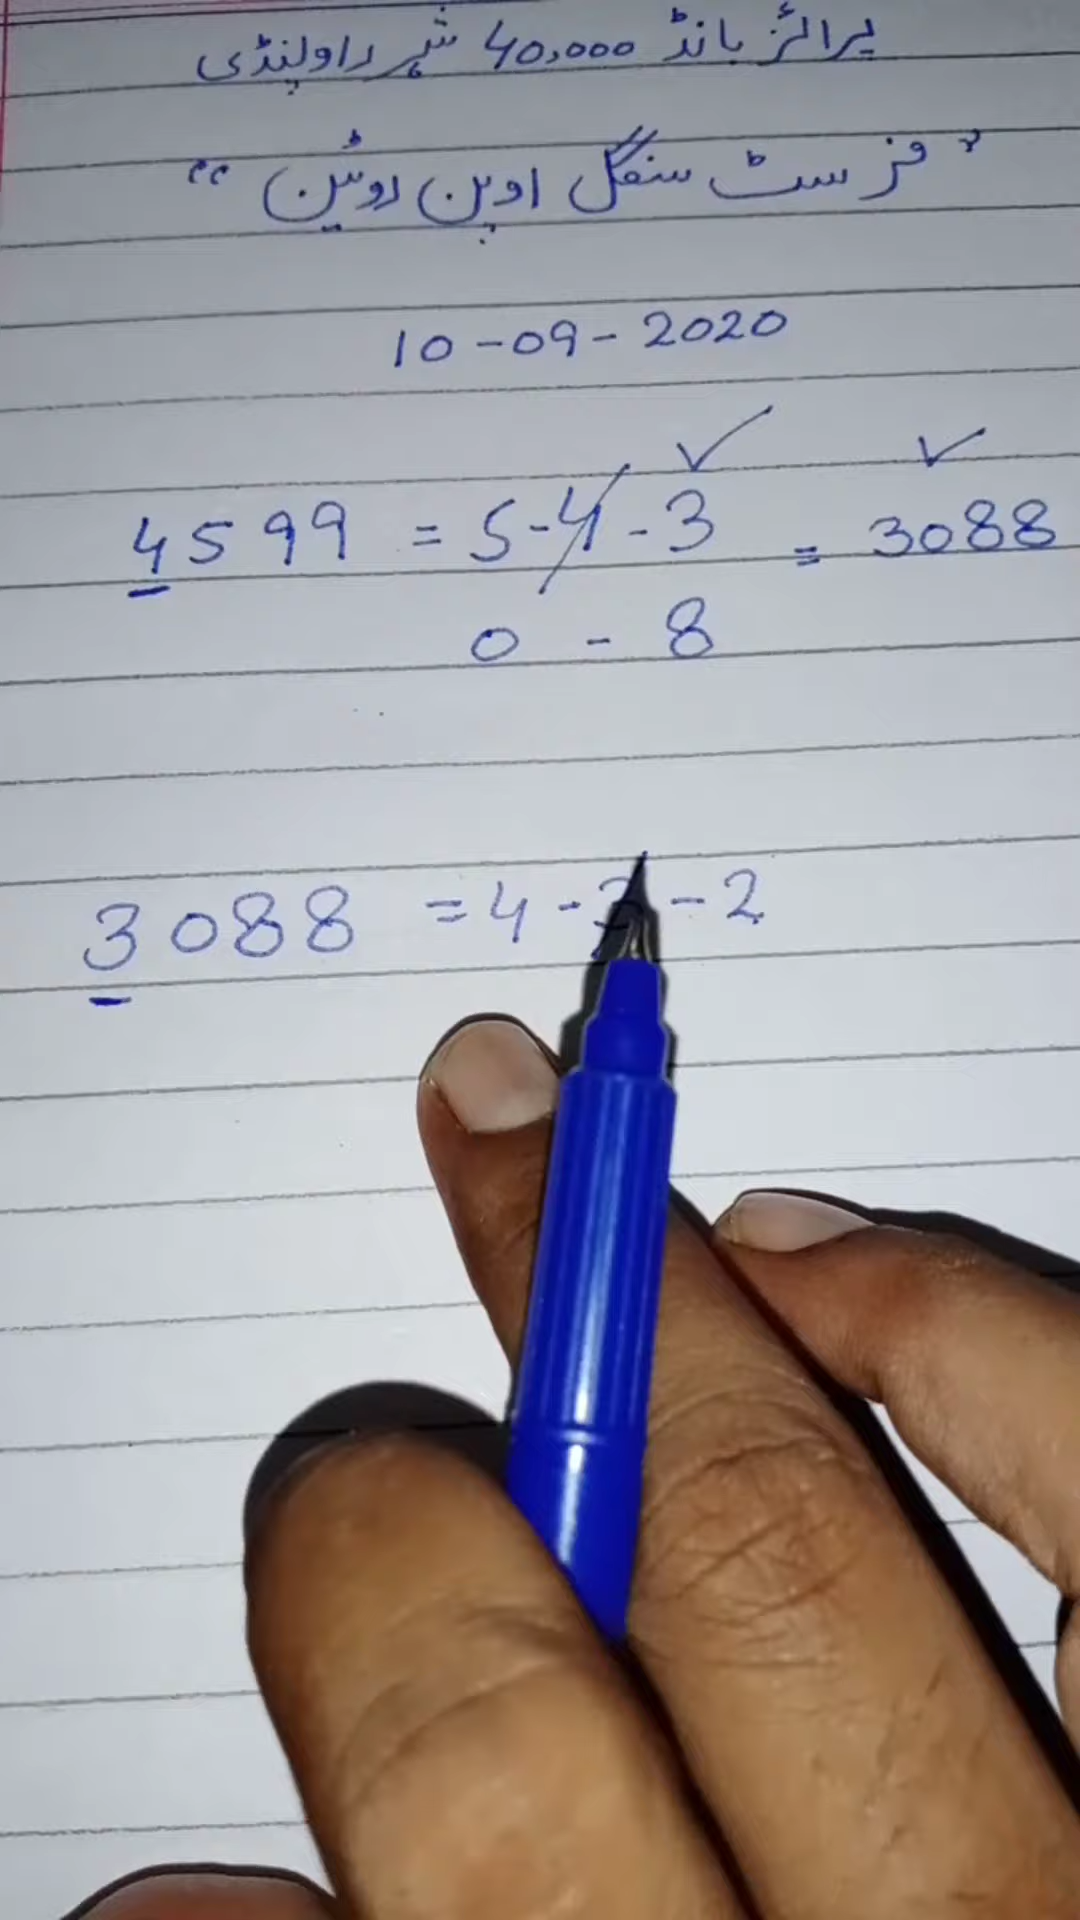 پرائز بانڈ 40,000 شہر راولپنڈی
"فرسٹ سنگل اوپن روٹین"
10-09-2020
4599 = 5-4-3 = 3088
0 - 8
3088 = 4-3-2